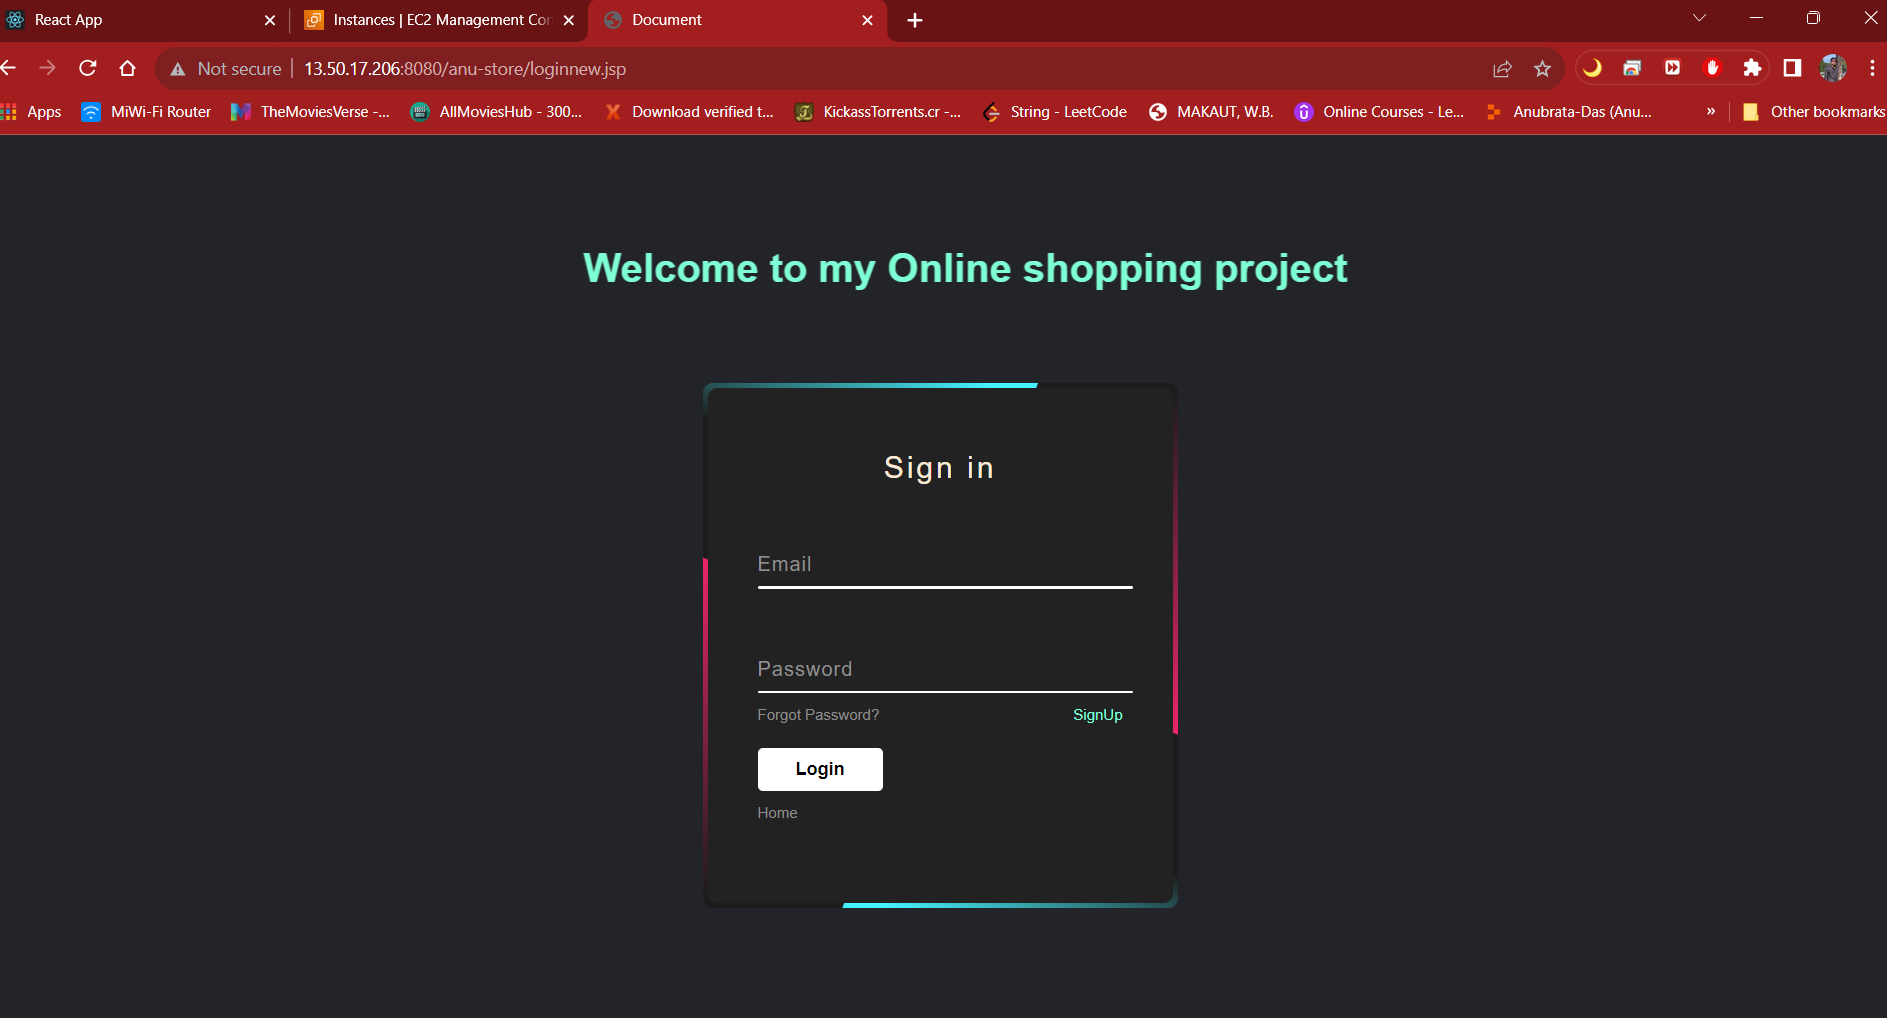 React App
Instances | EC2 Management Con
Document
Not secure
13.50.17.206:8080/anu-store/loginnew.jsp
Apps
MiWi-Fi Router
TheMoviesVerse -...
AllMoviesHub - 300...
Download verified t...
KickassTorrents.cr -...
String - LeetCode
MAKAUT, W.B.
Online Courses - Le...
Anubrata-Das (Anu...
»
Other bookmarks
Welcome to my Online shopping project
Sign in
Email
Password
Forgot Password? SignUp
Login
Home